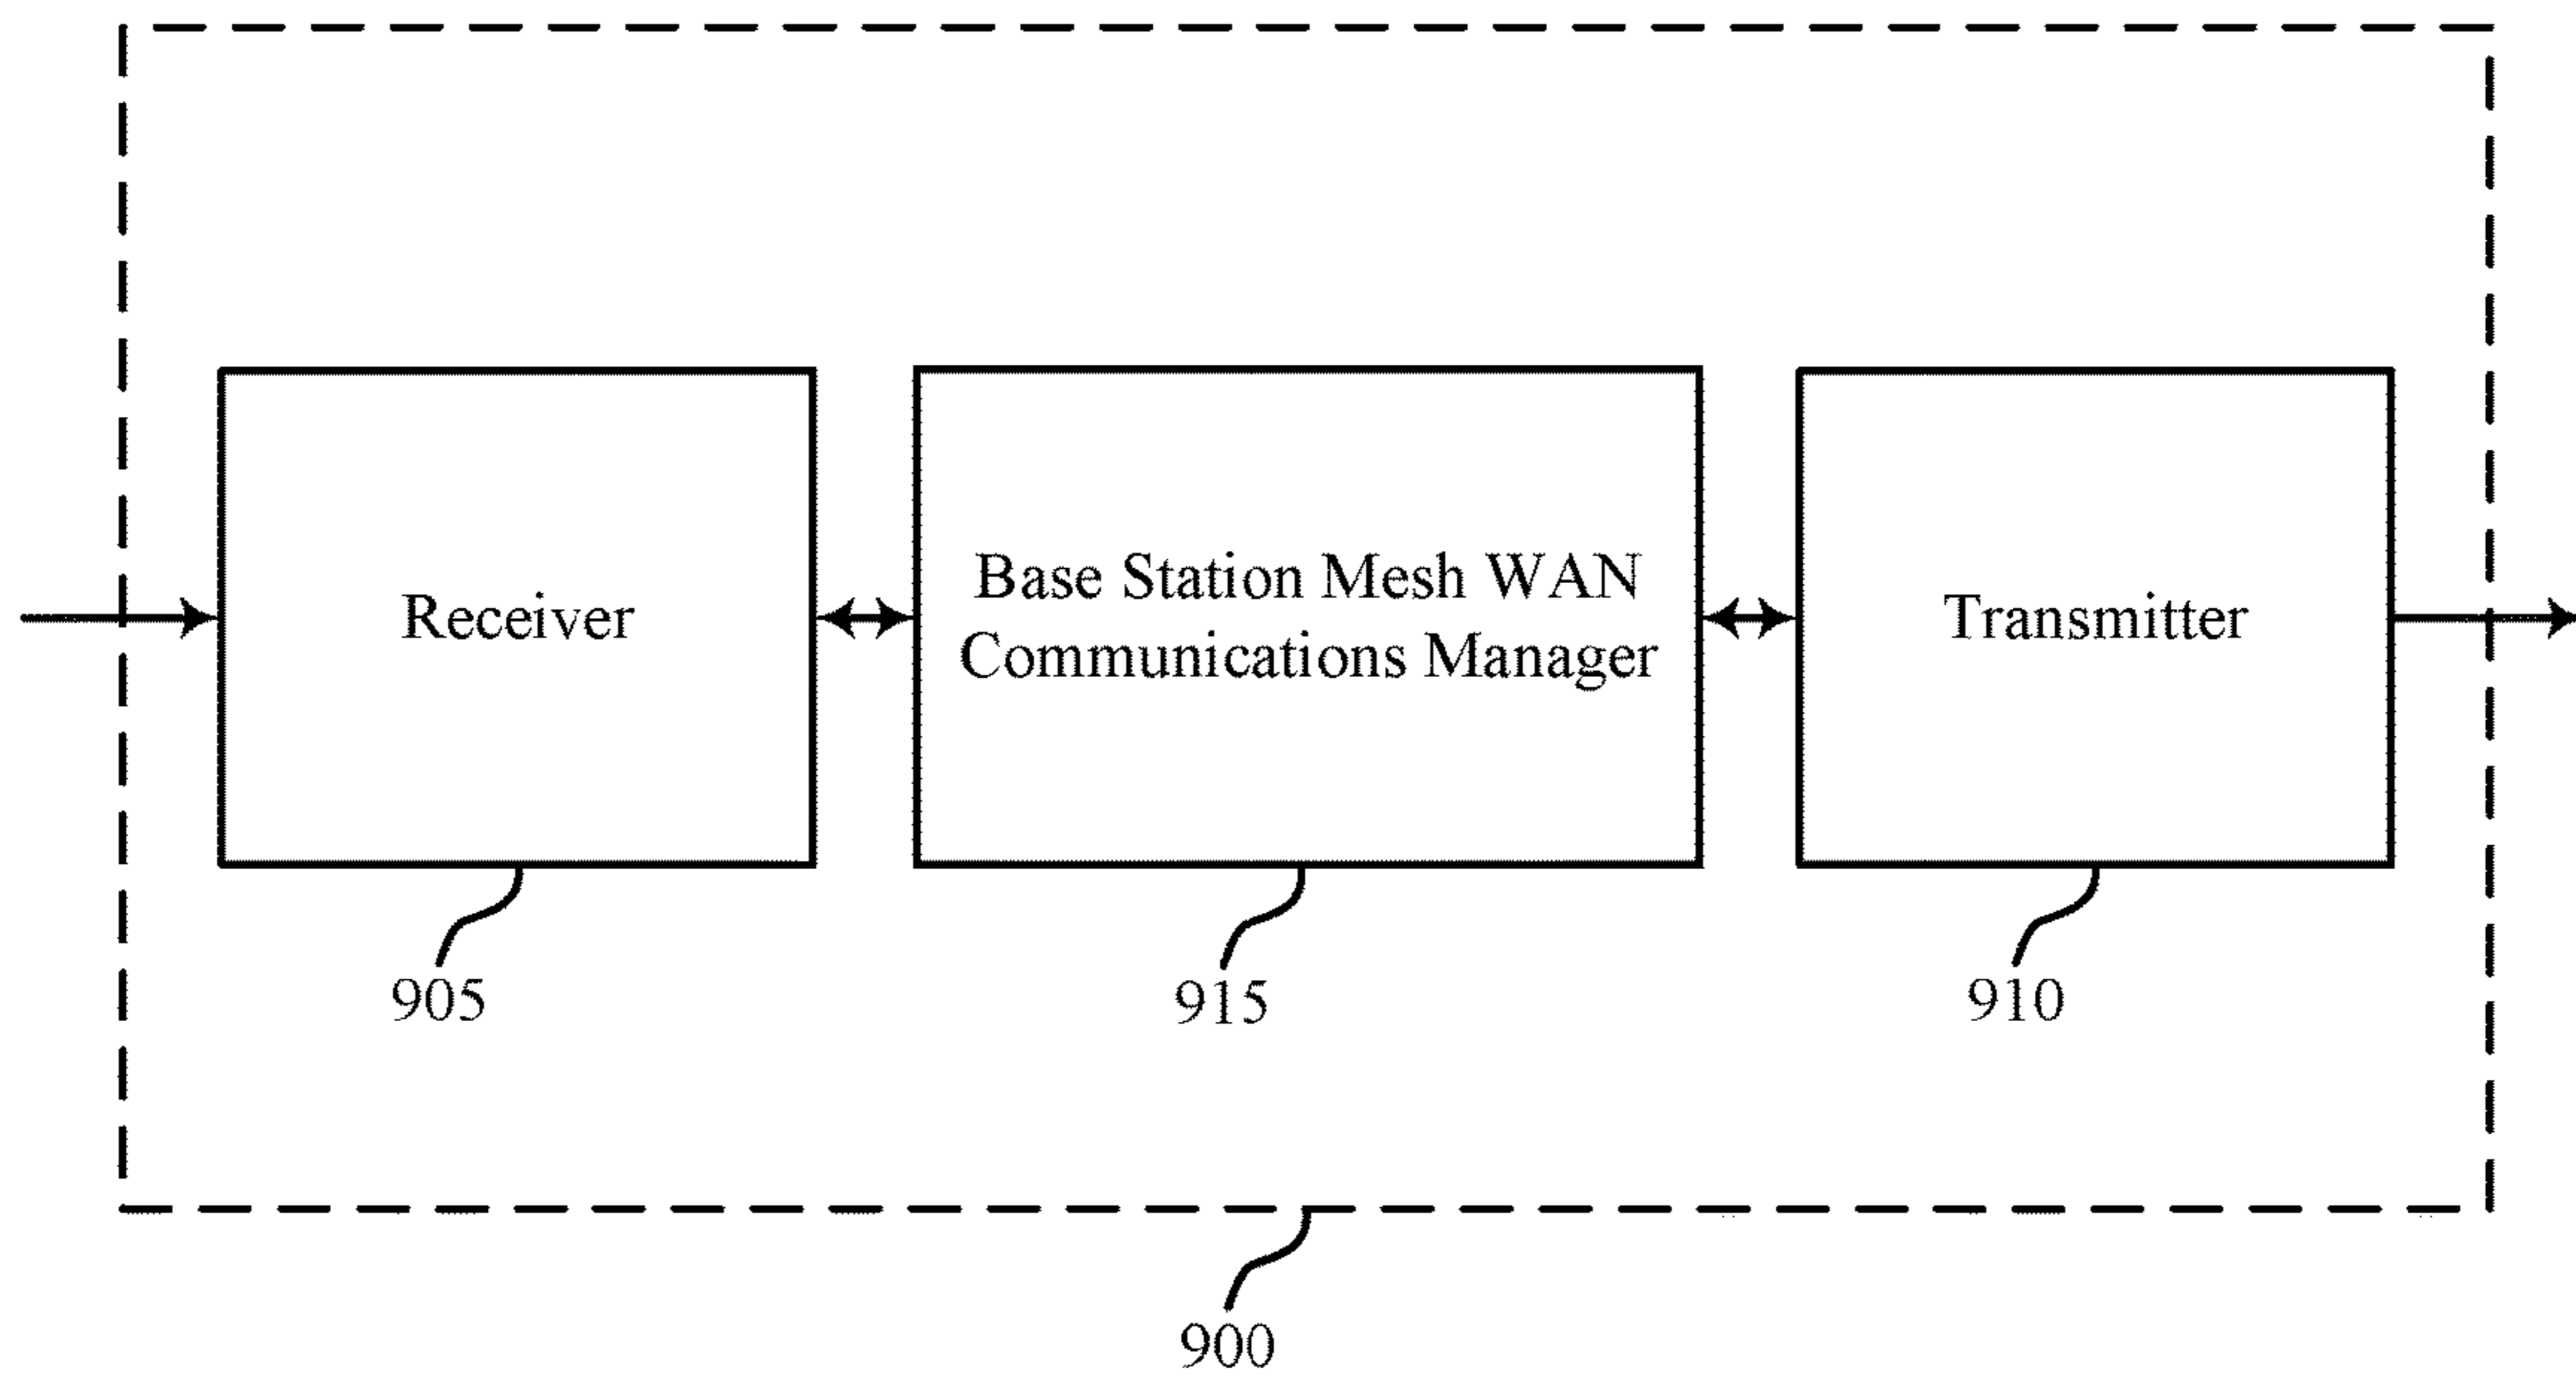 Receiver
Base Station Mesh WAN
Communications Manager
Transmitter
905
915
910
900